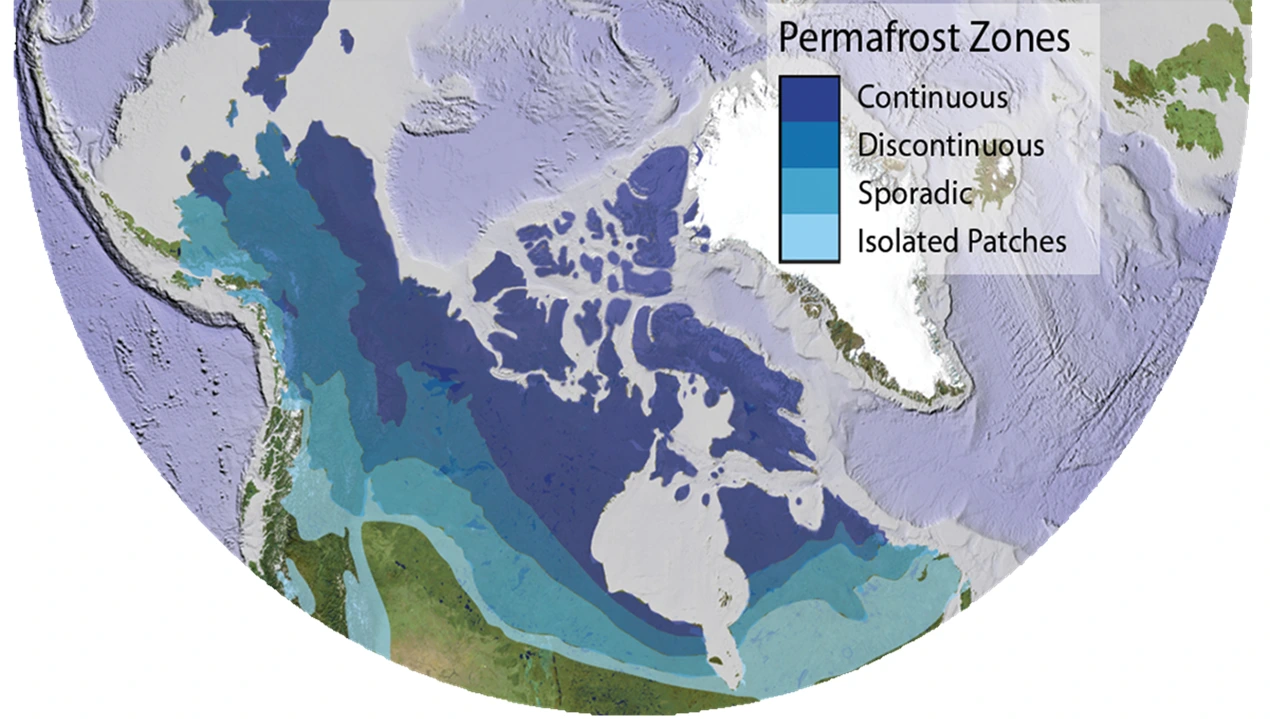 Permafrost Zones
Continuous
Discontinuous
Sporadic
Isolated Patches